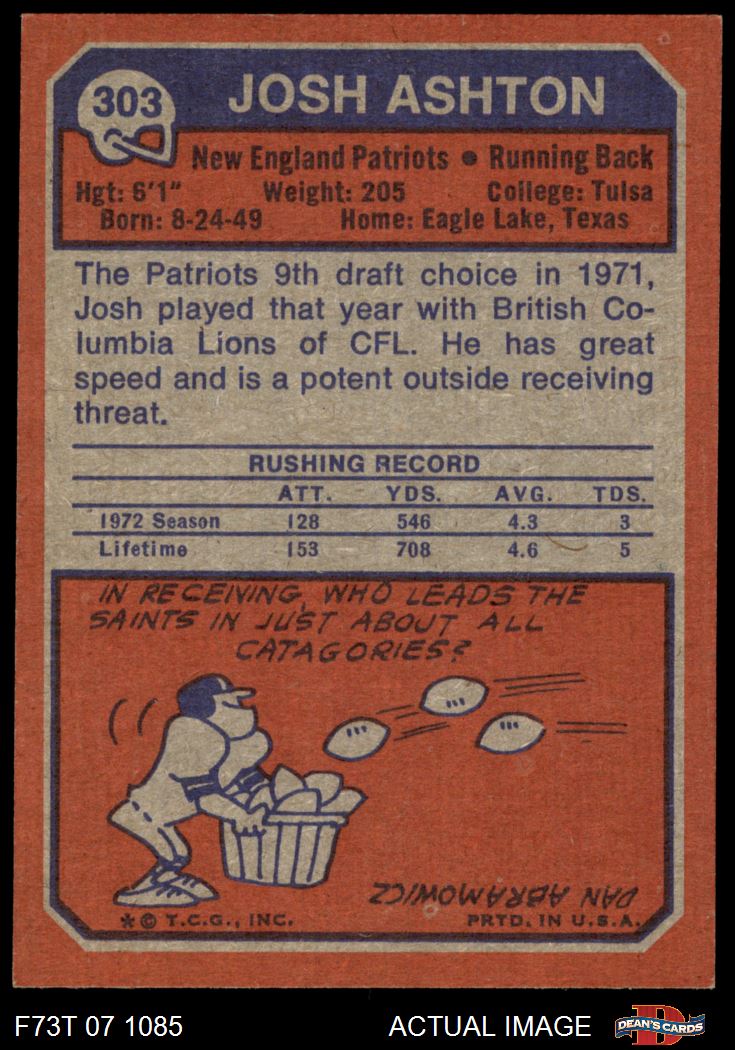 303
JOSH ASHTON
New England Patriots • Running Back
Hgt: 6'1" Weight: 205 College: Tulsa
Born: 8-24-49 Home: Eagle Lake, Texas
The Patriots 9th draft choice in 1971,
Josh played that year with British Co-
lumbia Lions of CFL. He has great
speed and is a potent outside receiving
threat.
RUSHING RECORD
ATT. YDS. AVG. TDS.
1972 Season 128 546 4.3 3
Lifetime 153 708 4.6 5
IN RECEIVING, WHO LEADS THE
SAINTS IN JUST ABOUT ALL
CATAGORIES?
DAN ABRAMOWICZ
*© T.C.G., INC. PRTD. IN U.S.A.
F73T 07 1085 ACTUAL IMAGE
D
DEAN'S CARDS